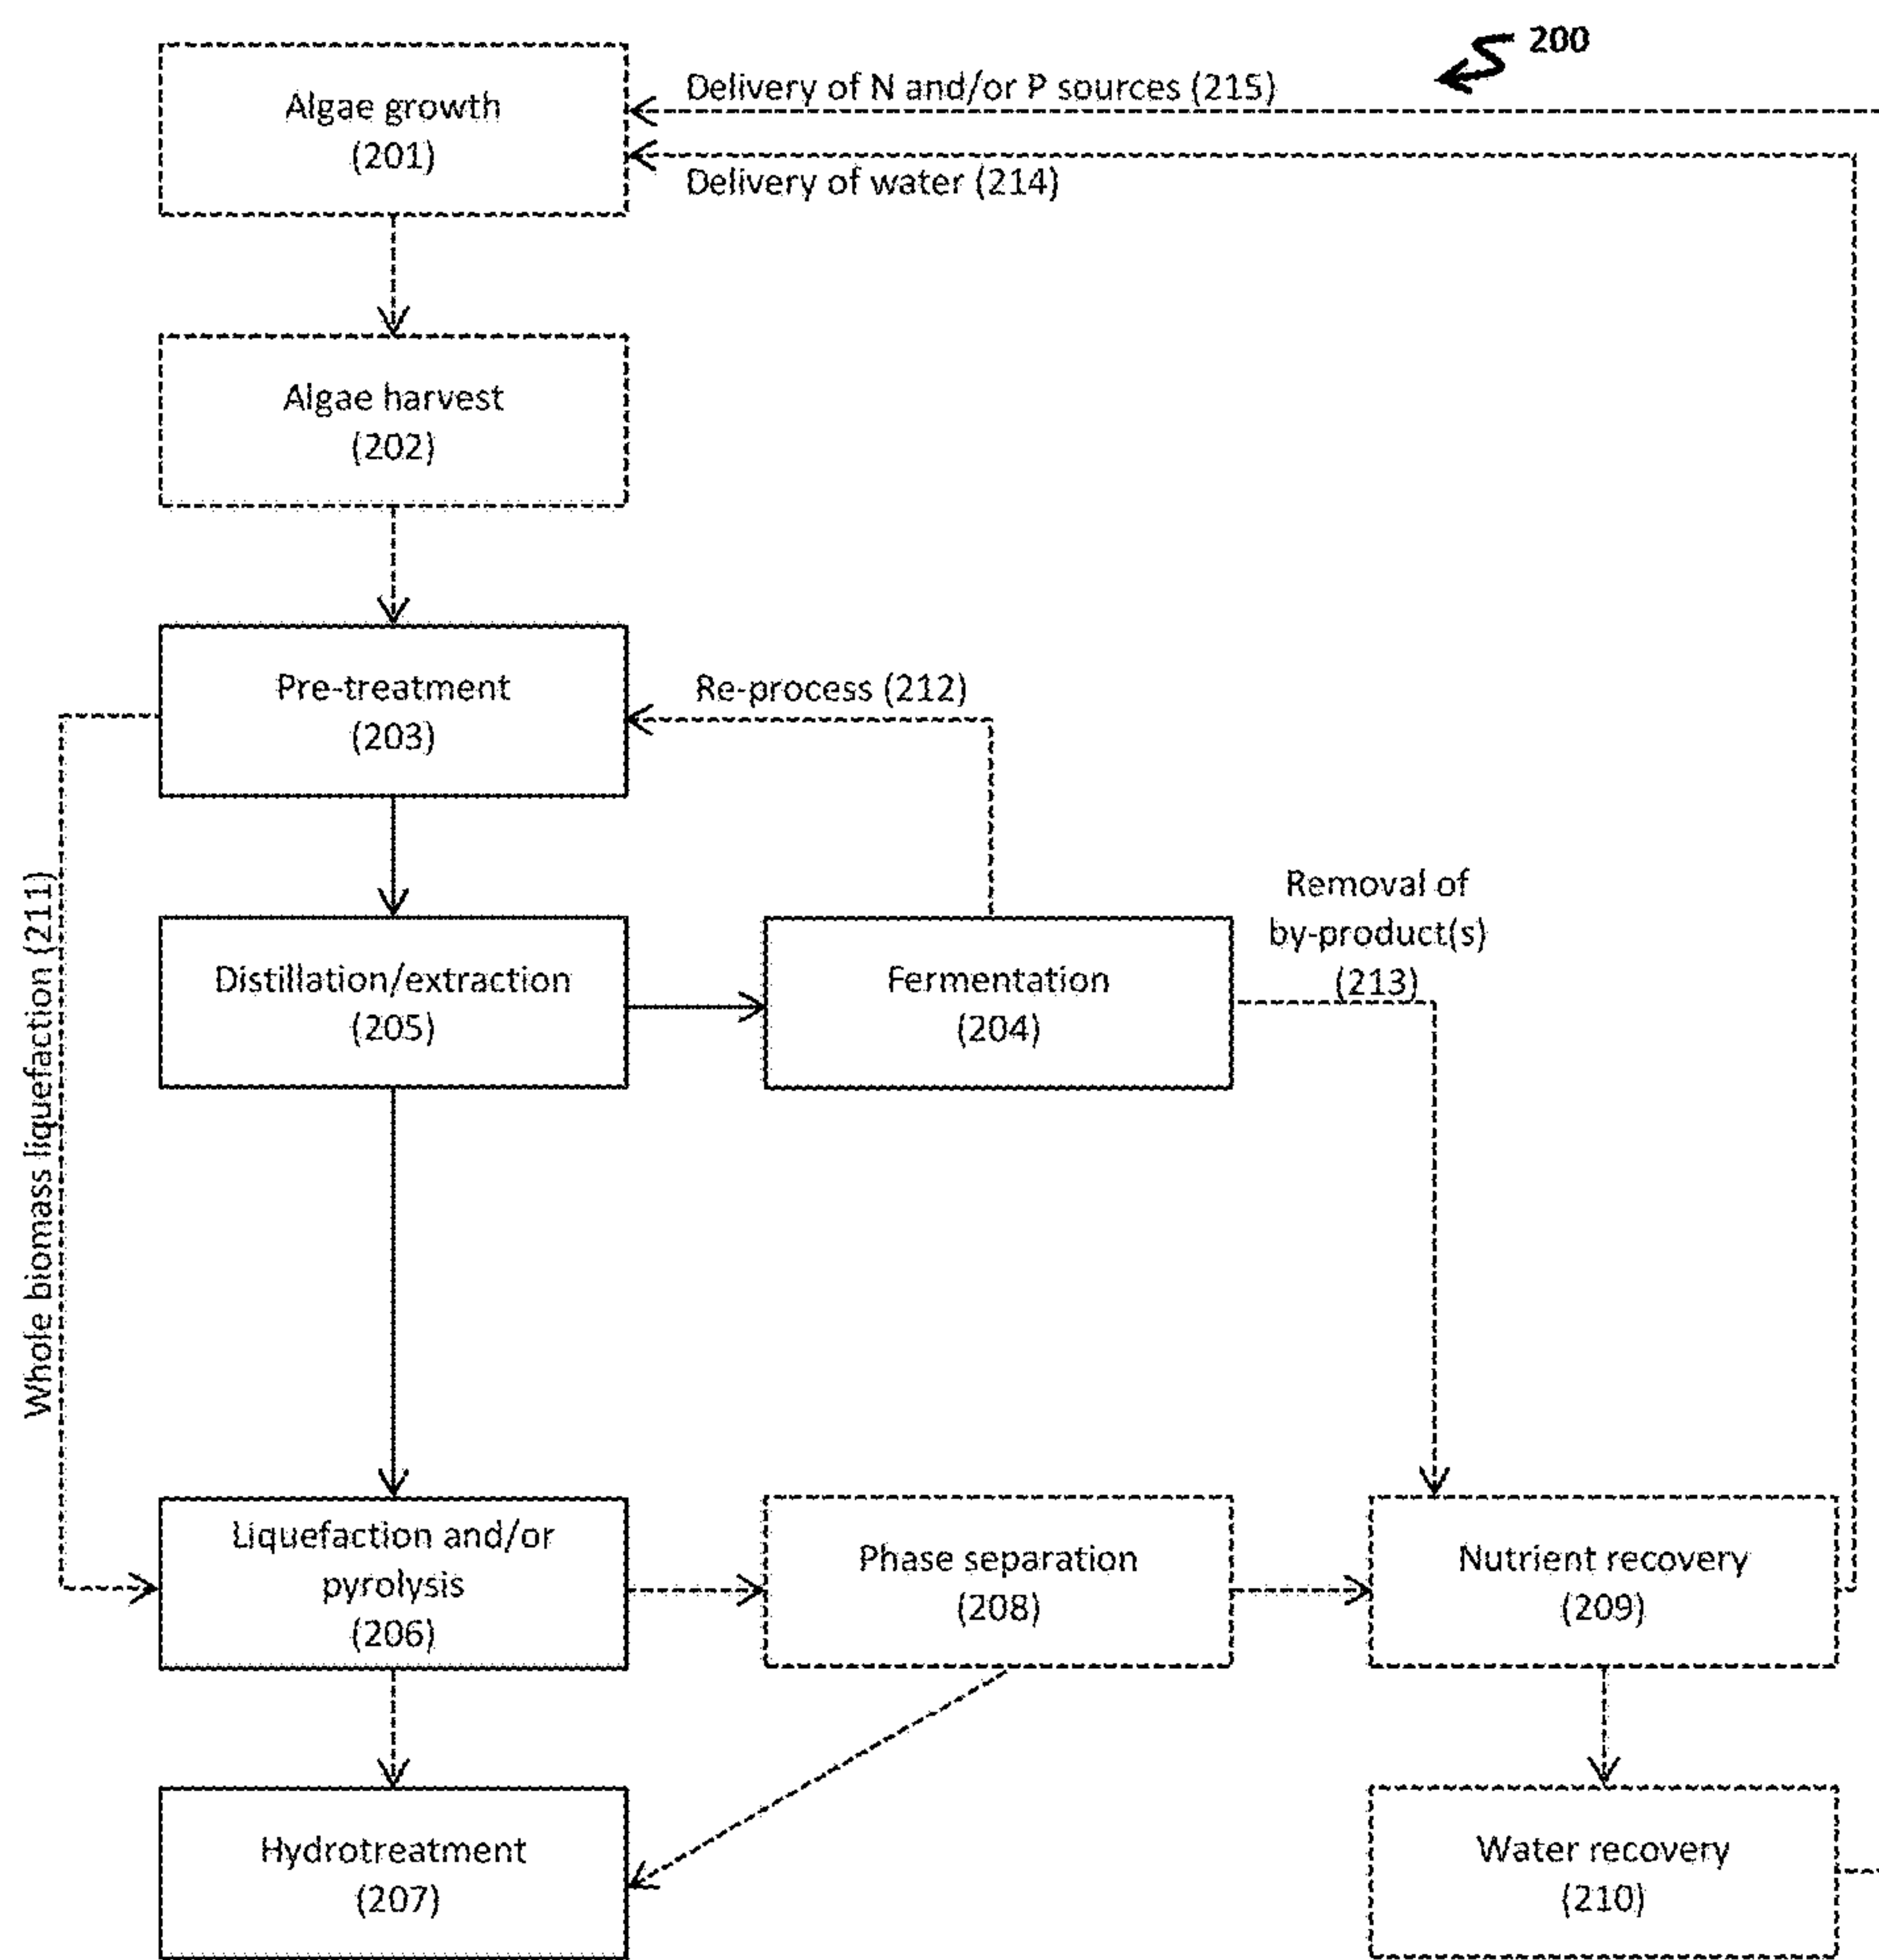 200
Delivery of N and/or P sources (215)
Algae growth
(201)
Delivery of water (214)
Algae harvest
(202)
Pre-treatment
(203)
Re-process (212)
Whole biomass liquefaction (211)
Distillation/extraction
(205)
Fermentation
(204)
Removal of
by-product(s)
(213)
Liquefaction and/or
pyrolysis
(206)
Phase separation
(208)
Nutrient recovery
(209)
Hydrotreatment
(207)
Water recovery
(210)